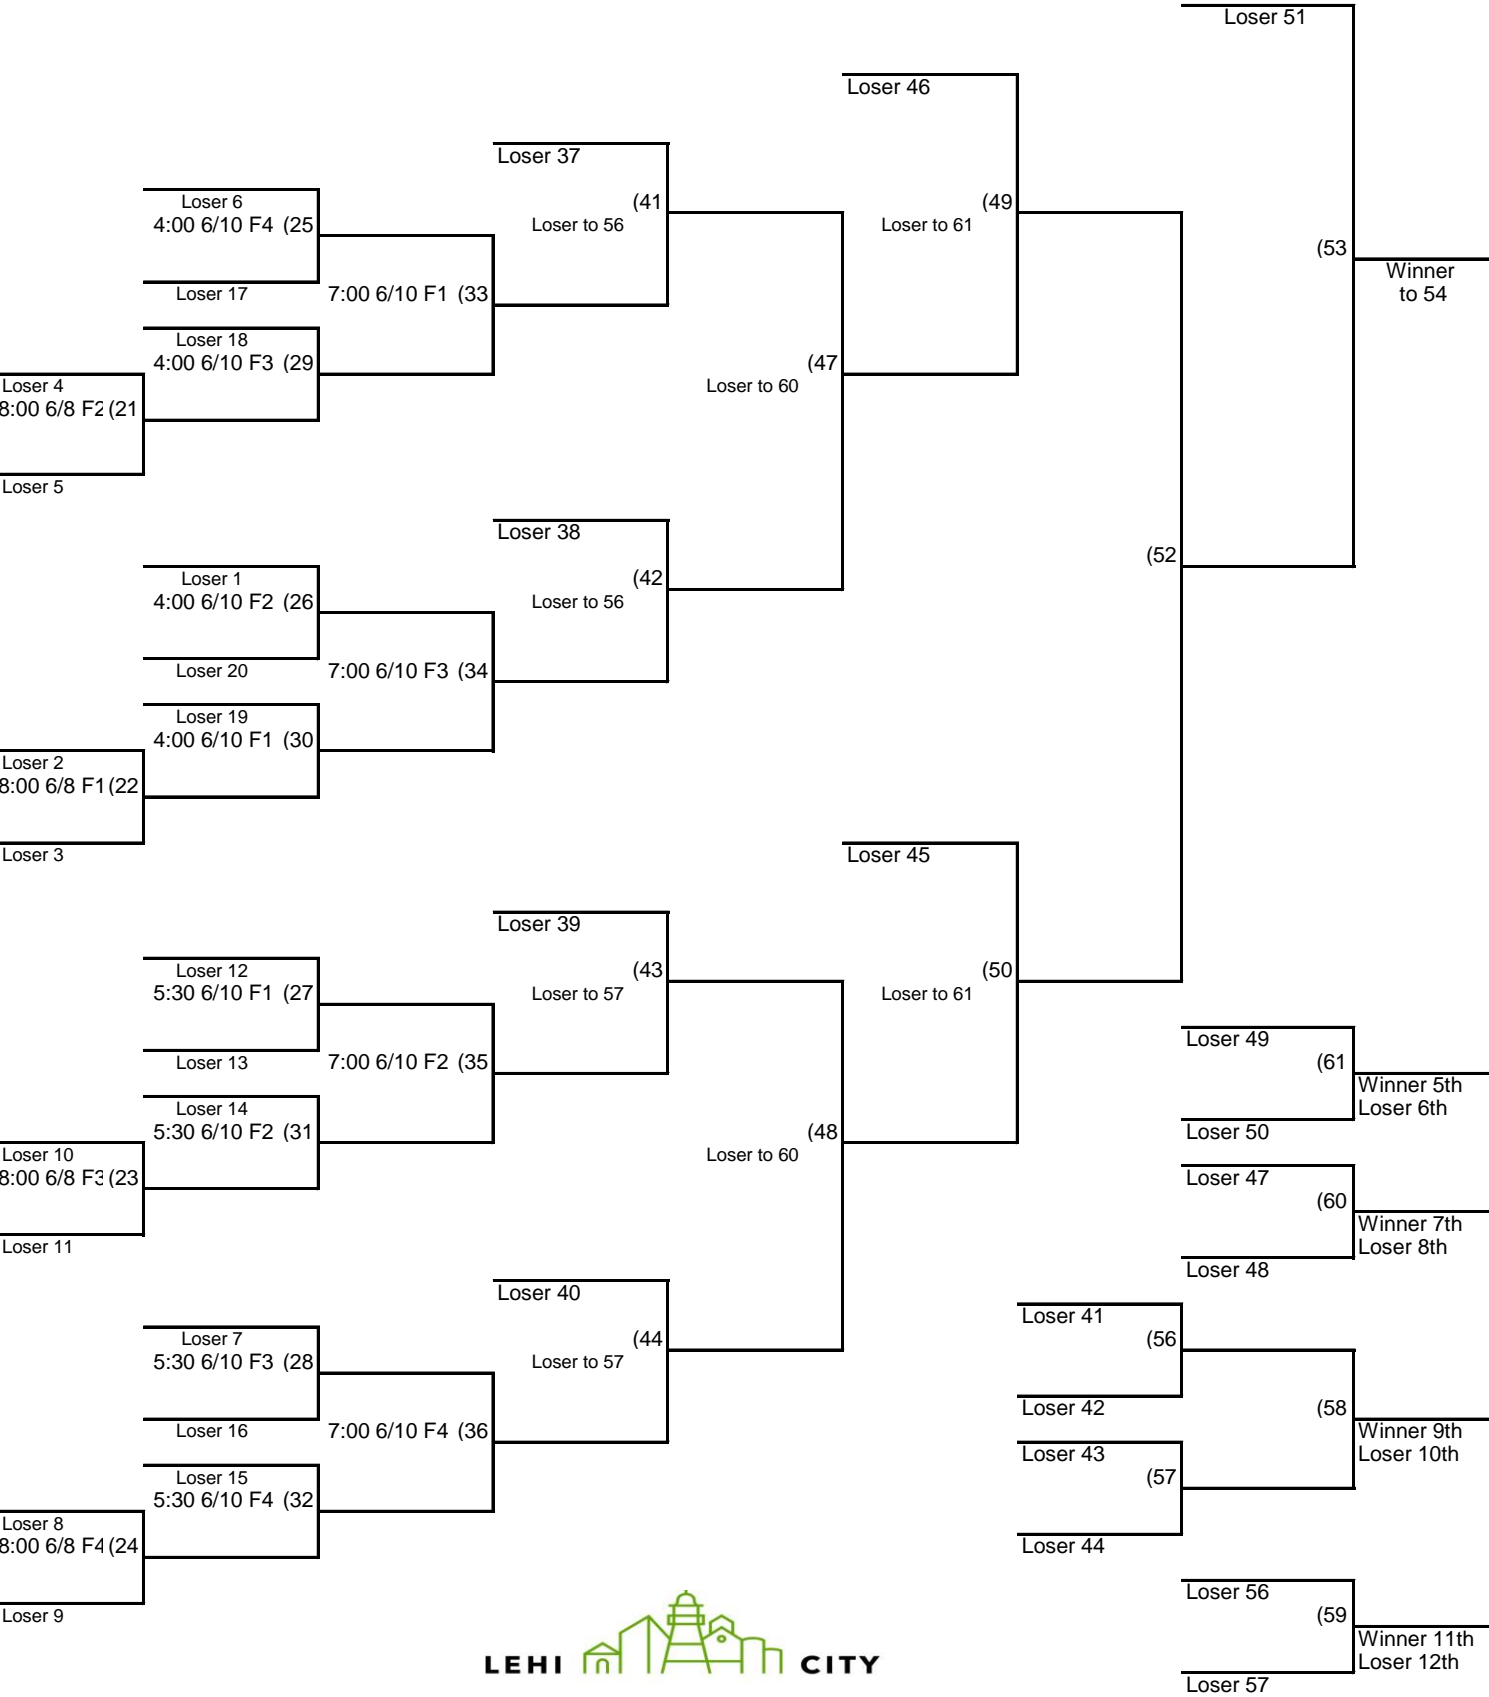 Loser 51
Loser 46
Loser 37
Loser 6
(41
(49
4:00 6/10 F4 (25
Loser to 56
Loser to 61
(53
Winner
to 54
Loser 17
7:00 6/10 F1 (33
Loser 18
4:00 6/10 F3 (29
(47
Loser to 60
Loser 4
8:00 6/8 F2 (21
Loser 5
Loser 38
(52
Loser 1
(42
4:00 6/10 F2 (26
Loser to 56
Loser 20
7:00 6/10 F3 (34
Loser 19
4:00 6/10 F1 (30
Loser 2
8:00 6/8 F1 (22
Loser 3
Loser 45
Loser 39
Loser 12
(43
(50
5:30 6/10 F1 (27
Loser to 57
Loser to 61
Loser 49
Loser 13
7:00 6/10 F2 (35
(61
Winner 5th
Loser 6th
Loser 14
5:30 6/10 F2 (31
(48
Loser 50
Loser to 60
Loser 10
8:00 6/8 F3 (23
Loser 47
(60
Winner 7th
Loser 8th
Loser 11
Loser 48
Loser 40
Loser 41
Loser 7
(44
(56
5:30 6/10 F3 (28
Loser to 57
Loser 42
(58
Loser 16
7:00 6/10 F4 (36
Winner 9th
Loser 10th
Loser 43
Loser 15
(57
5:30 6/10 F4 (32
Loser 8
8:00 6/8 F4 (24
Loser 44
Loser 56
Loser 9
(59
Winner 11th
Loser 12th
LEHI CITY
Loser 57